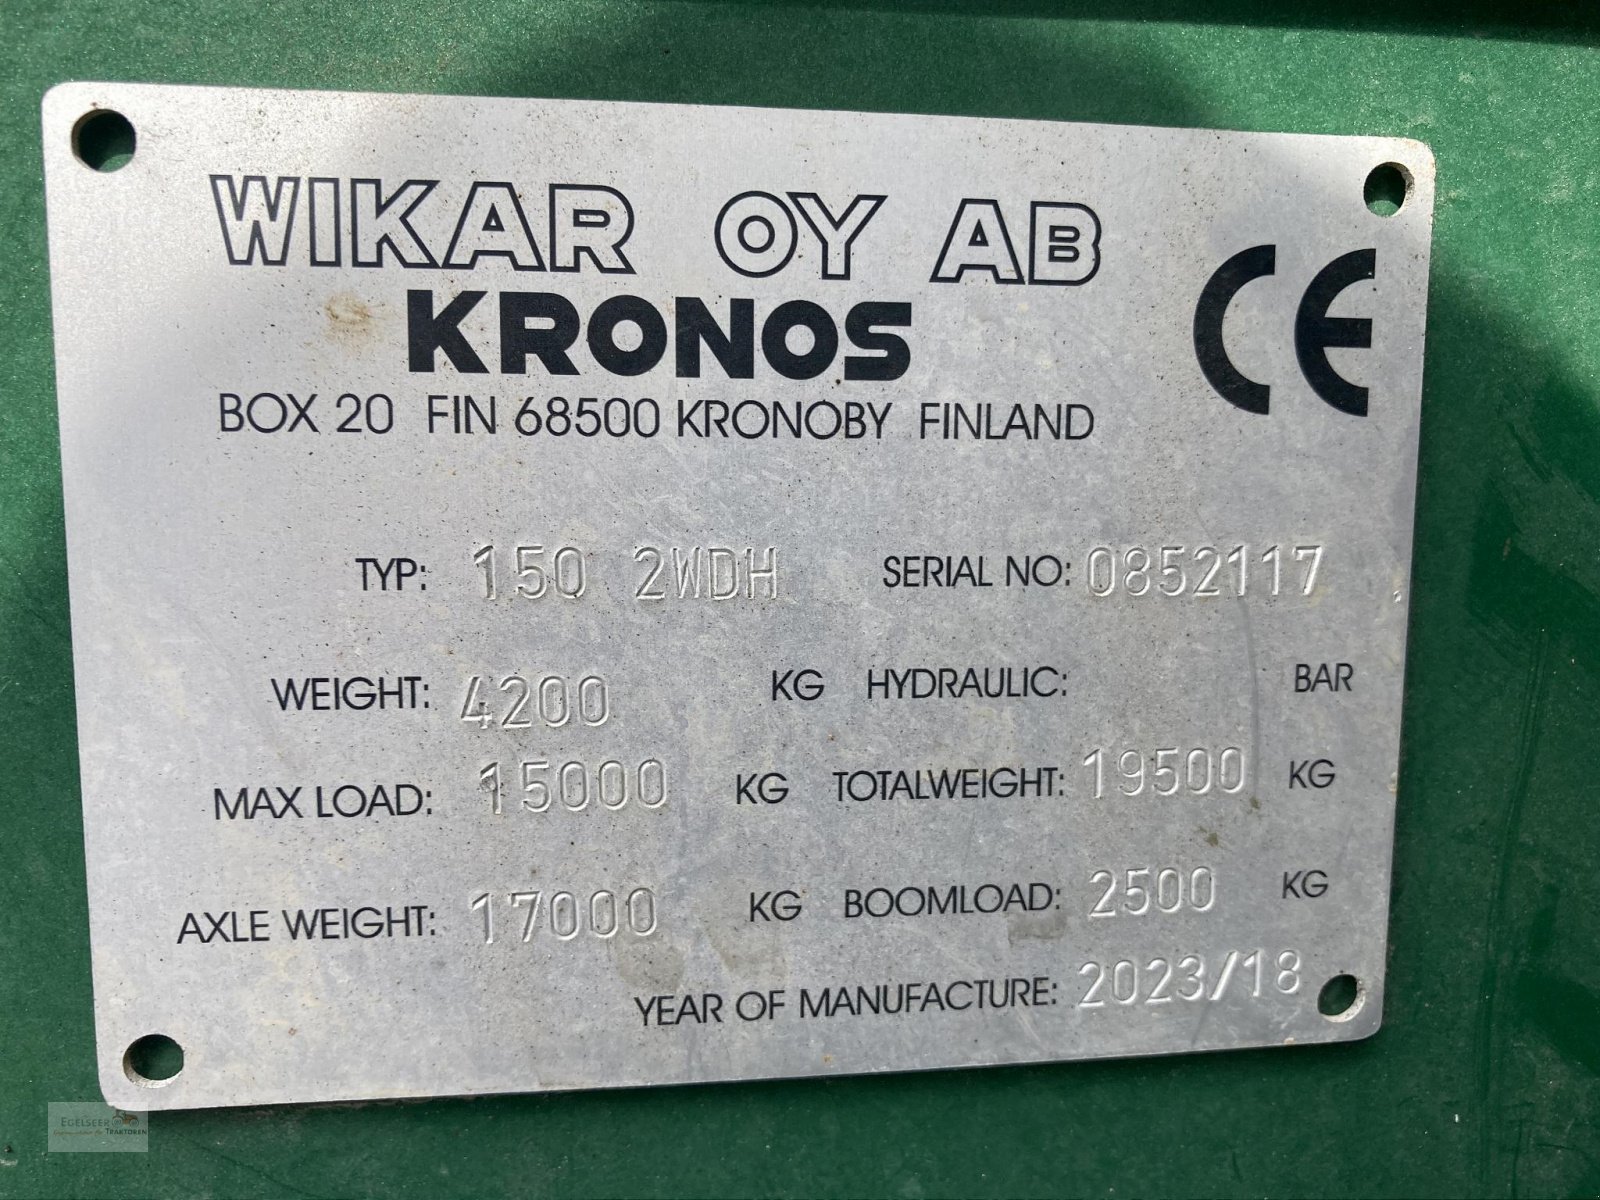 WIKAR OY AB
KRONOS
CE
BOX 20 FIN 68500 KRONOBY FINLAND
TYP: 150 2WDH SERIAL NO: 0852117
WEIGHT: 4200 KG HYDRAULIC: BAR
MAX LOAD: 15000 KG TOTALWEIGHT: 19500 KG
AXLE WEIGHT: 17000 KG BOOMLOAD: 2500 KG
YEAR OF MANUFACTURE: 2023/18
EGELSEER
TRAKTOREN